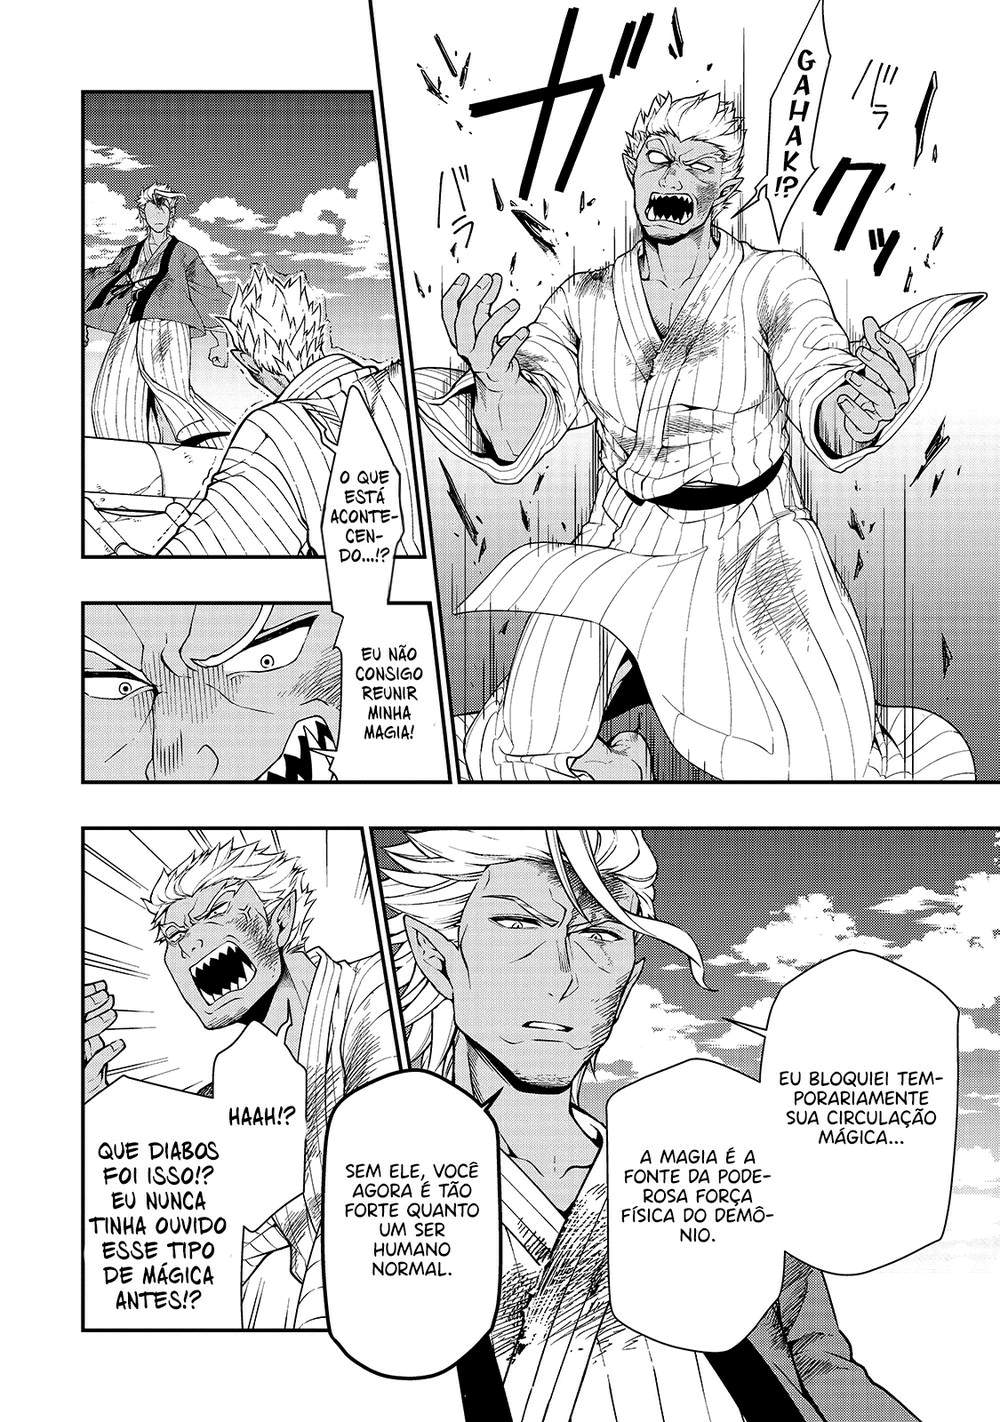 GAHAK!?
ガクッ
バラ
バラ
O QUE
ESTÁ
ACONTE-
CENDO...!?
EU NÃO
CONSIGO
REUNIR
MINHA
MAGIA!
EU BLOQUIEI TEM-
PORARIAMENTE
SUA CIRCULAÇÃO
MÁGICA...
A MAGIA É A
FONTE DA PODE-
ROSA FORÇA
FÍSICA DO DEMÔ-
NIO.
SEM ELE, VOCÊ
AGORA É TÃO
FORTE QUANTO
UM SER
HUMANO
NORMAL.
HAAH!?
QUE DIABOS
FOI ISSO!?
EU NUNCA
TINHA OUVIDO
ESSE TIPO
DE MÁGICA
ANTES!?